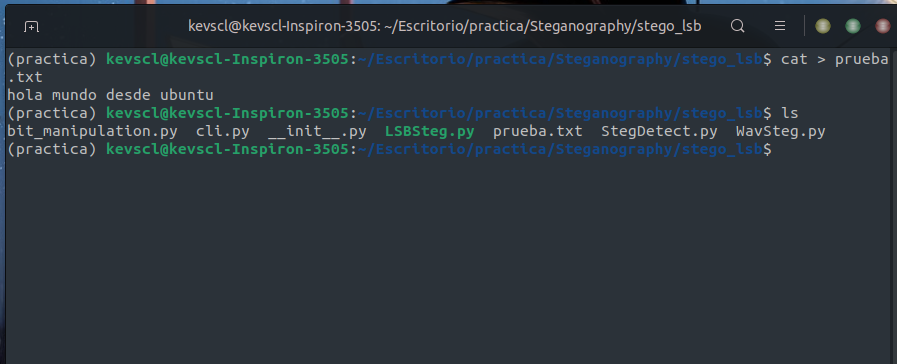 kevscl@kevscl-Inspiron-3505: ~/Escritorio/practica/Steganography/stego_lsb
(practica) kevscl@kevscl-Inspiron-3505:~/Escritorio/practica/Steganography/stego_lsb$ cat > prueba
.txt
hola mundo desde ubuntu
(practica) kevscl@kevscl-Inspiron-3505:~/Escritorio/practica/Steganography/stego_lsb$ ls
bit_manipulation.py  cli.py  __init__.py  LSBSteg.py  prueba.txt  StegDetect.py  WavSteg.py
(practica) kevscl@kevscl-Inspiron-3505:~/Escritorio/practica/Steganography/stego_lsb$